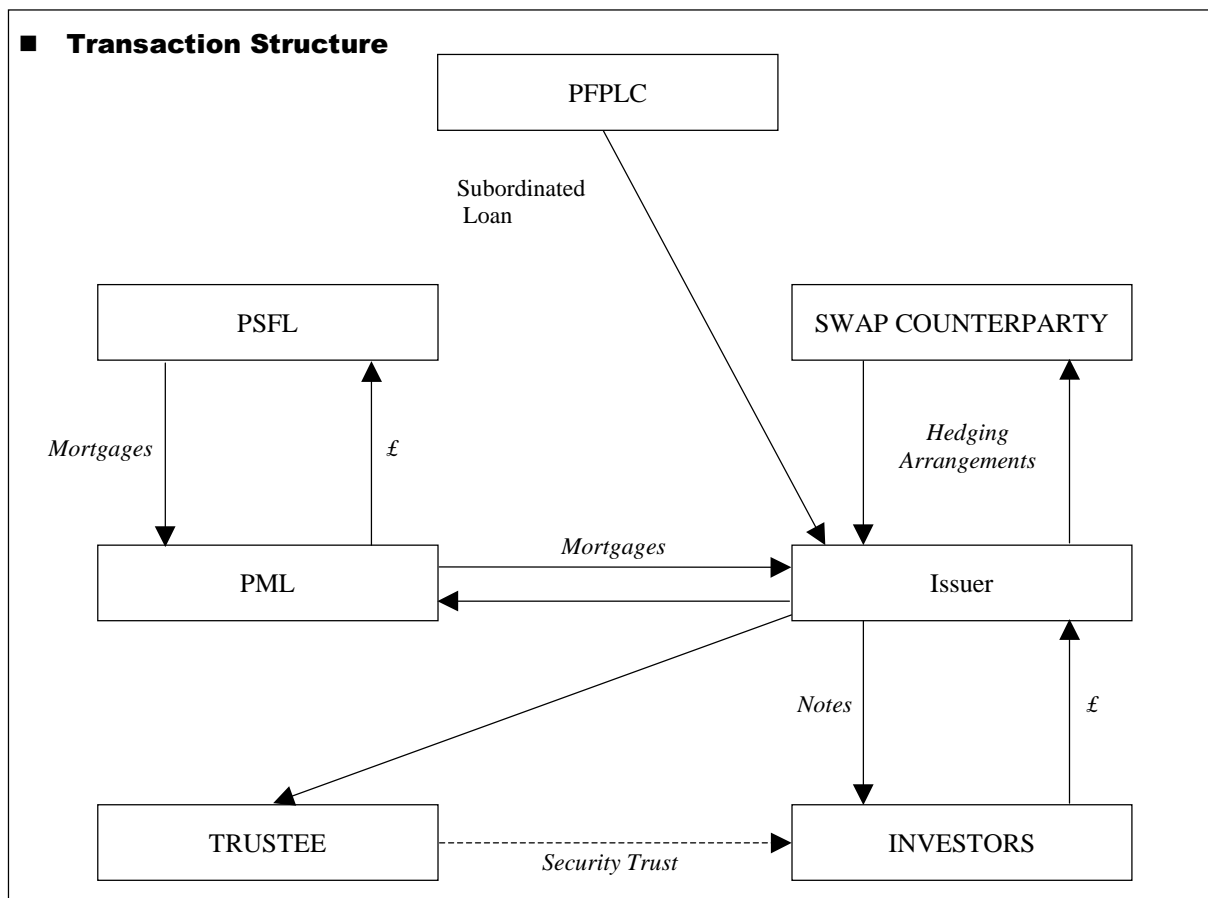 ■ Transaction Structure
PFPLC
Subordinated
Loan
PSFL
SWAP COUNTERPARTY
Mortgages
£
Hedging
Arrangements
Mortgages
PML
Issuer
Notes
£
TRUSTEE
INVESTORS
Security Trust